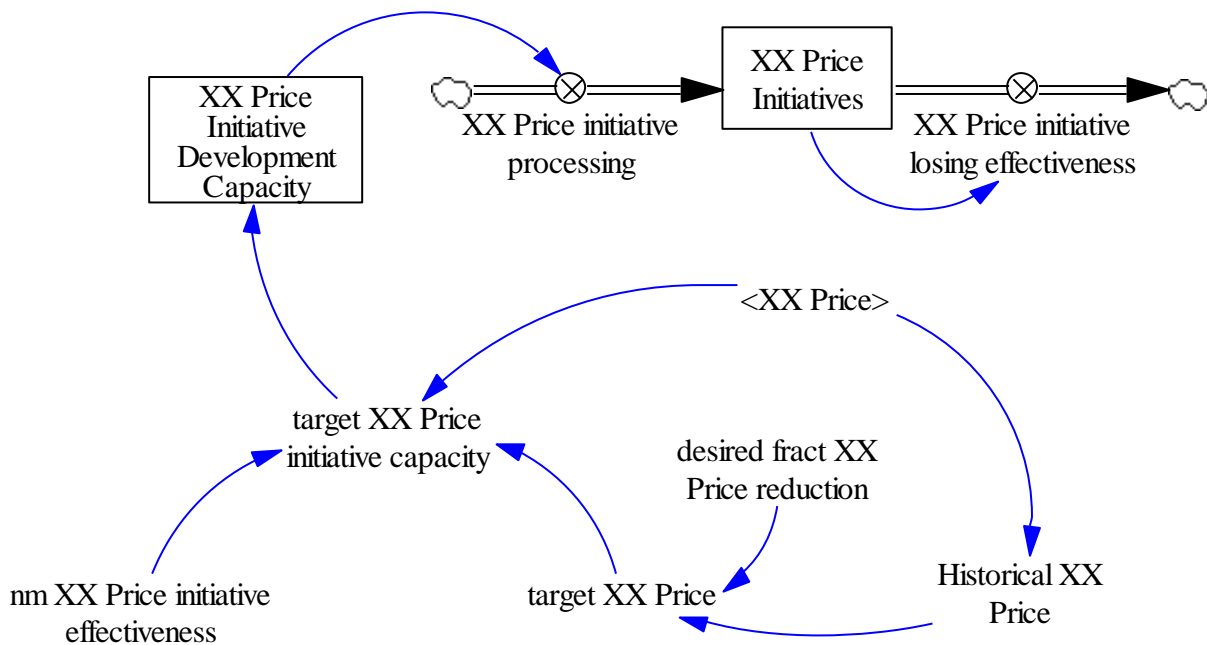 XX Price
Initiative
Development
Capacity
XX Price initiative
processing
XX Price
Initiatives
XX Price initiative
losing effectiveness
<XX Price>
target XX Price
initiative capacity
desired fract XX
Price reduction
nm XX Price initiative
effectiveness
target XX Price
Historical XX
Price